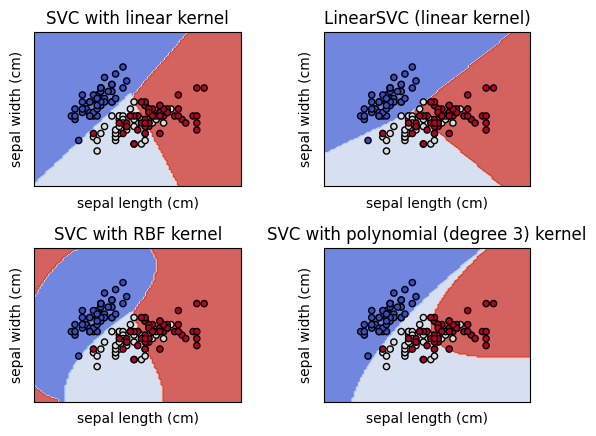 SVC with linear kernel
LinearSVC (linear kernel)
sepal width (cm)
sepal width (cm)
sepal length (cm)
sepal length (cm)
SVC with RBF kernel
SVC with polynomial (degree 3) kernel
sepal width (cm)
sepal width (cm)
sepal length (cm)
sepal length (cm)